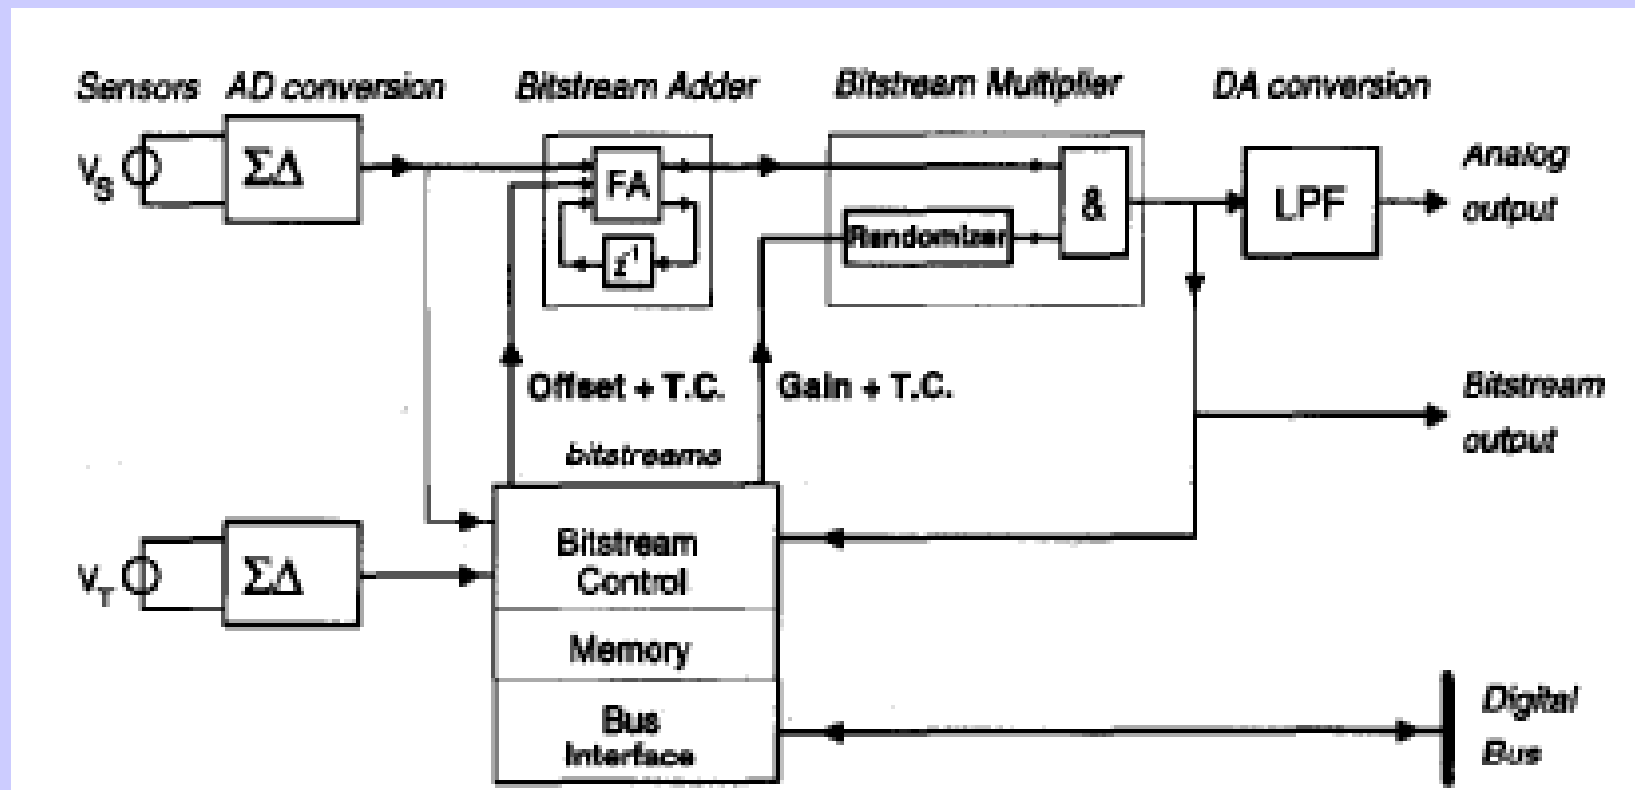 Sensors AD conversion Bitstream Adder Bitstream Multiplier DA conversion
V_S ΣΔ FA & LPF Analog
output
Randomizer
z⁻¹
Offset + T.C. Gain + T.C.
bitstreams
Bitstream
output
V_T ΣΔ
Bitstream
Control
Memory
Bus
Interface
Digital
Bus